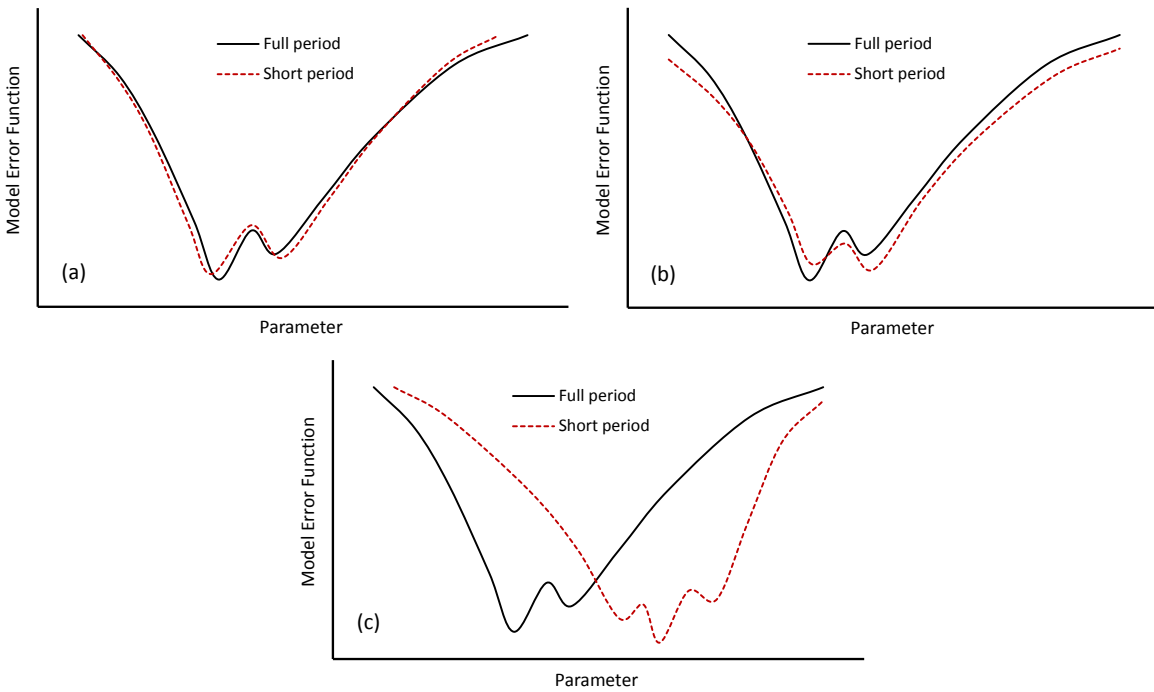 Full period
Short period
Model Error Function
(a)
Parameter
Full period
Short period
Model Error Function
(b)
Parameter
Full period
Short period
Model Error Function
(c)
Parameter